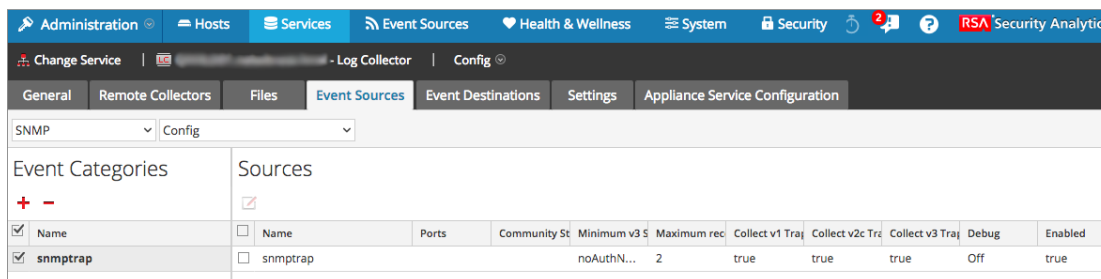 Administration Hosts Services Event Sources Health & Wellness System Security 2 ? RSA Security Analytic
Change Service | LC - Log Collector | Config
General Remote Collectors Files Event Sources Event Destinations Settings Appliance Service Configuration
SNMP Config
Event Categories Sources
+ −
Name Name Ports Community St Minimum v3 S Maximum rec Collect v1 Trap Collect v2c Tra Collect v3 Trap Debug Enabled
snmptrap snmptrap noAuthN... 2 true true true Off true